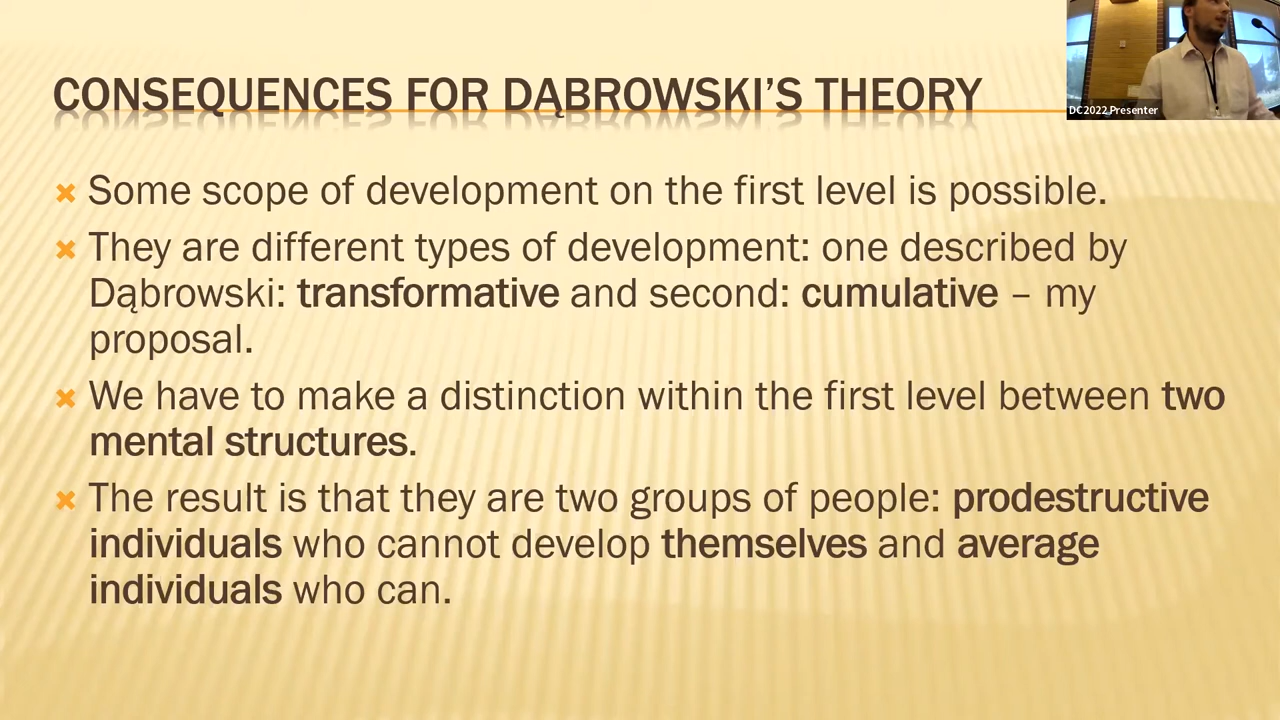 CONSEQUENCES FOR DĄBROWSKI'S THEORY
DC2022 Presenter
Some scope of development on the first level is possible.
They are different types of development: one described by
Dąbrowski: transformative and second: cumulative – my
proposal.
We have to make a distinction within the first level between two
mental structures.
The result is that they are two groups of people: prodestructive
individuals who cannot develop themselves and average
individuals who can.